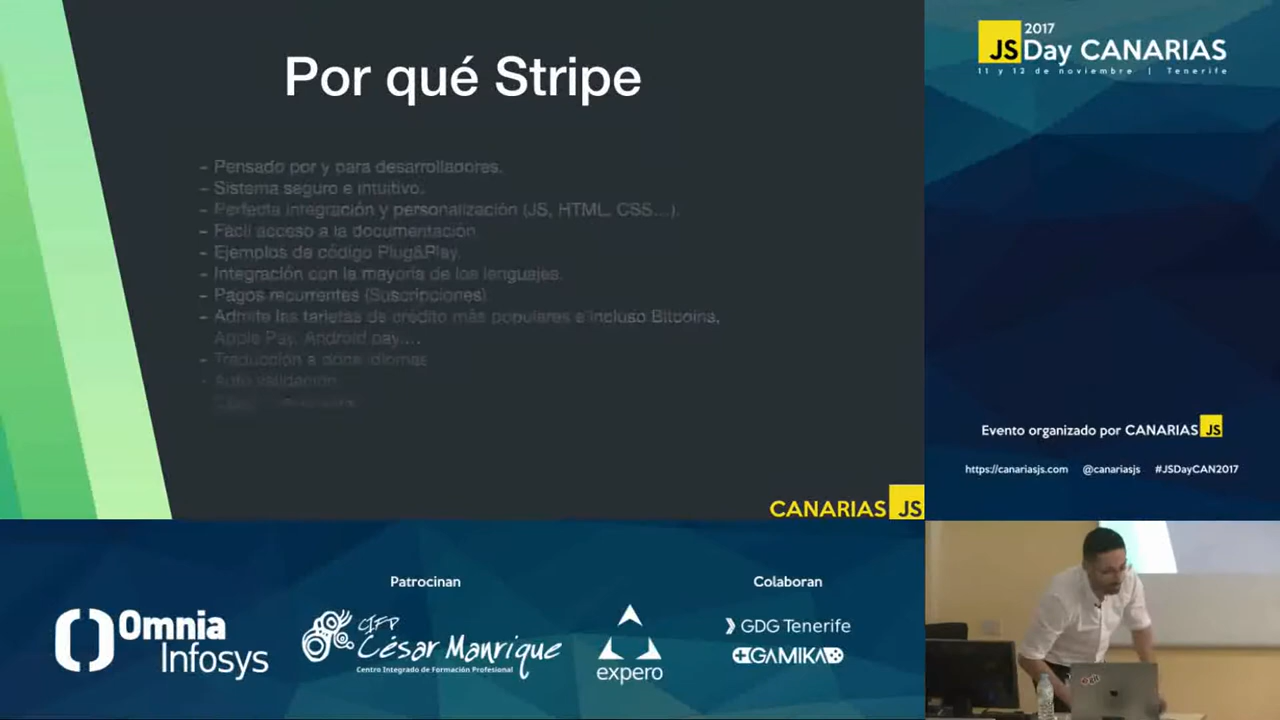 Por qué Stripe
- Pensado por y para desarrolladores.
- Sistema seguro e intuitivo.
- Perfecta integración y personalización (JS, HTML, CSS...).
- Fácil acceso a la documentación.
- Ejemplos de código Plug&Play.
- Integración con la mayoría de los lenguajes.
- Pagos recurrentes (Suscripciones)
- Admite las tarjetas de crédito más populares e incluso Bitcoins,
Apple Pay, Android pay....
- Traducción a idiomas
- Auto validación
CANARIAS JS
2017
JS Day CANARIAS
11 y 12 de noviembre | Tenerife
Evento organizado por CANARIAS JS
https://canariasjs.com @canariasjs #JSDayCAN2017
Patrocinan
Colaboran
Omnia
Infosys
CIFP
César Manrique
Centro Integrado de Formación Profesional
expero
GDG Tenerife
GAMIKA